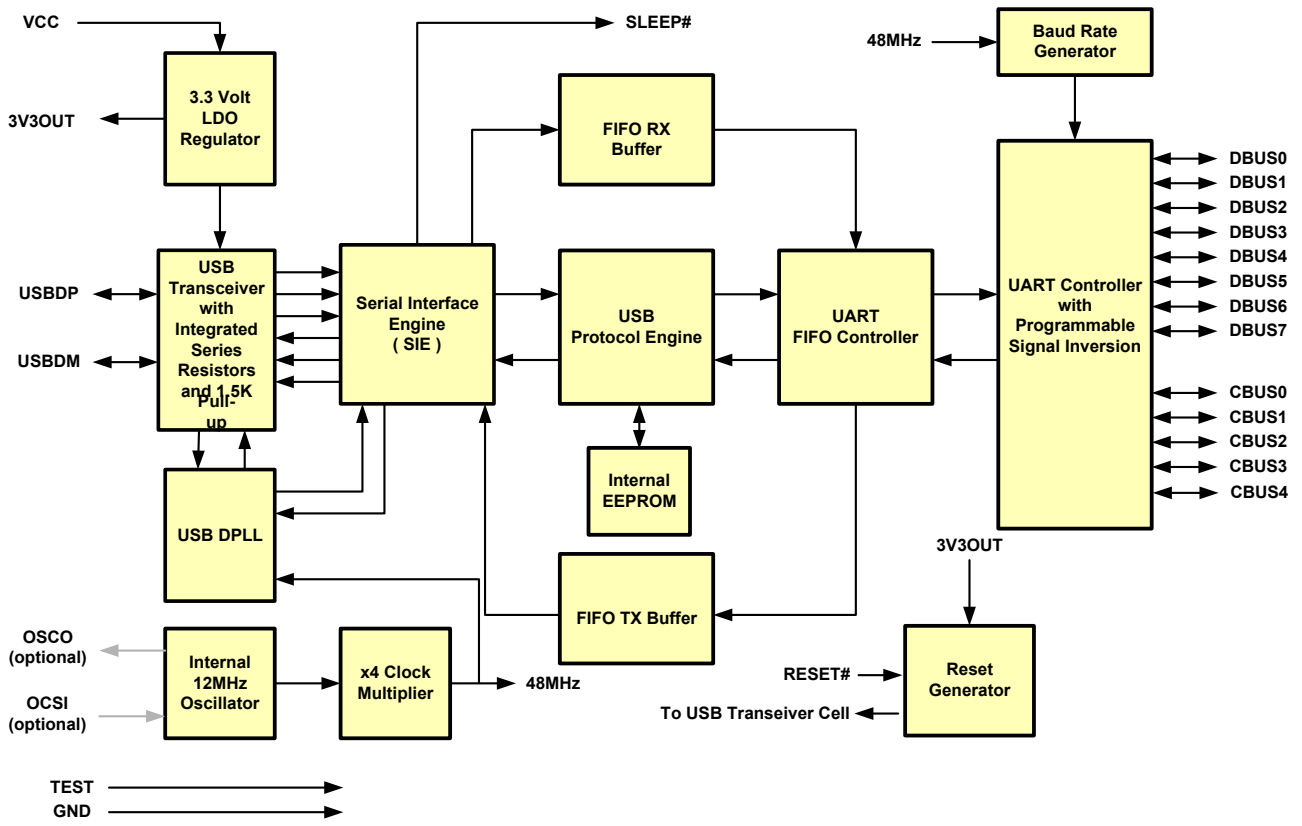 VCC
SLEEP#
48MHz
Baud Rate
Generator
3.3 Volt
LDO
Regulator
3V3OUT
FIFO RX
Buffer
DBUS0
DBUS1
DBUS2
DBUS3
DBUS4
DBUS5
DBUS6
DBUS7
USBDP
USBDM
USB
Transceiver
with
Integrated
Series
Resistors
and 1.5K
Pull-
up
Serial Interface
Engine
( SIE )
USB
Protocol Engine
UART
FIFO Controller
UART Controller
with
Programmable
Signal Inversion
CBUS0
CBUS1
CBUS2
CBUS3
CBUS4
Internal
EEPROM
USB DPLL
3V3OUT
FIFO TX Buffer
OSCO
(optional)
OCSI
(optional)
Internal
12MHz
Oscillator
x4 Clock
Multiplier
48MHz
RESET#
Reset
Generator
To USB Transeiver Cell
TEST
GND